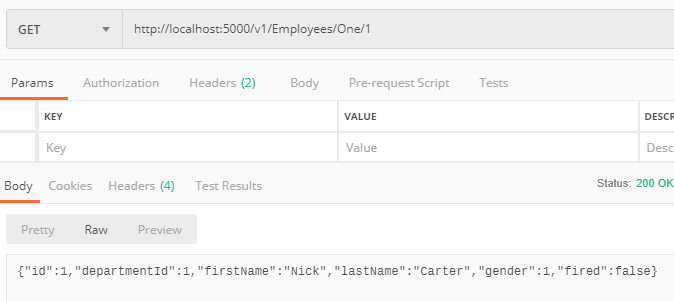 GET http://localhost:5000/v1/Employees/One/1
Params Authorization Headers (2) Body Pre-request Script Tests
KEY VALUE DESCR
Key Value Desc
Body Cookies Headers (4) Test Results Status: 200 OK
Pretty Raw Preview
{"id":1,"departmentId":1,"firstName":"Nick","lastName":"Carter","gender":1,"fired":false}